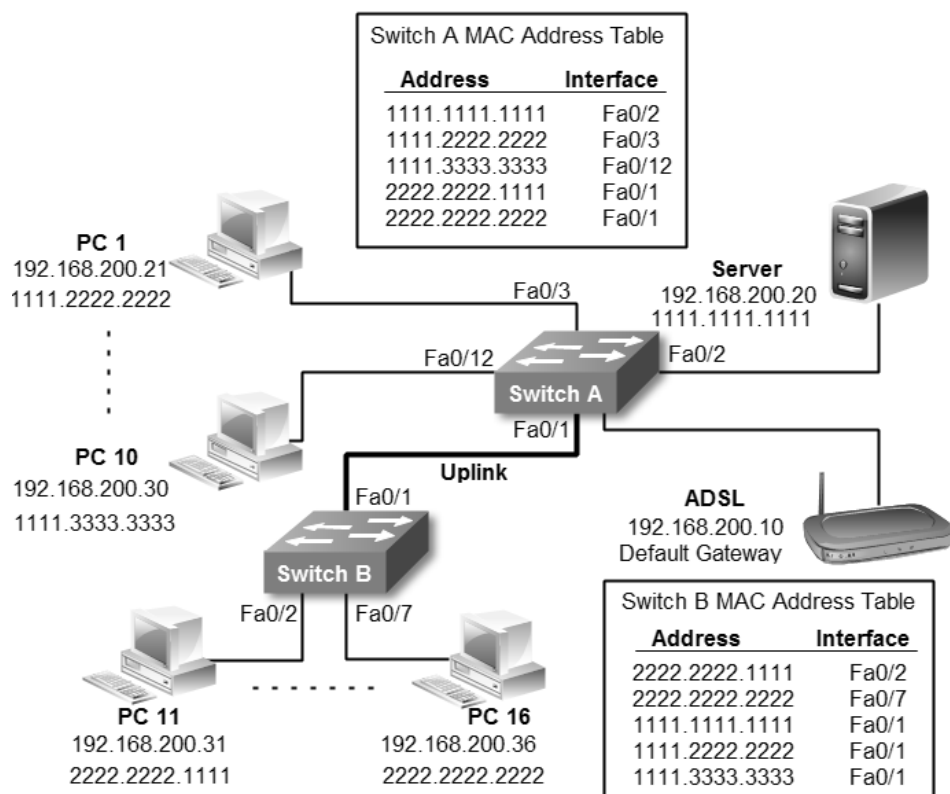 Switch A MAC Address Table
Address Interface
1111.1111.1111 Fa0/2
1111.2222.2222 Fa0/3
1111.3333.3333 Fa0/12
2222.2222.1111 Fa0/1
2222.2222.2222 Fa0/1
PC 1
192.168.200.21
1111.2222.2222
Fa0/3
Server
192.168.200.20
1111.1111.1111
Fa0/12
Fa0/2
Switch A
Fa0/1
PC 10
192.168.200.30
1111.3333.3333
Uplink
Fa0/1
ADSL
192.168.200.10
Default Gateway
Switch B
Fa0/2
Fa0/7
PC 11
192.168.200.31
2222.2222.1111
PC 16
192.168.200.36
2222.2222.2222
Switch B MAC Address Table
Address Interface
2222.2222.1111 Fa0/2
2222.2222.2222 Fa0/7
1111.1111.1111 Fa0/1
1111.2222.2222 Fa0/1
1111.3333.3333 Fa0/1